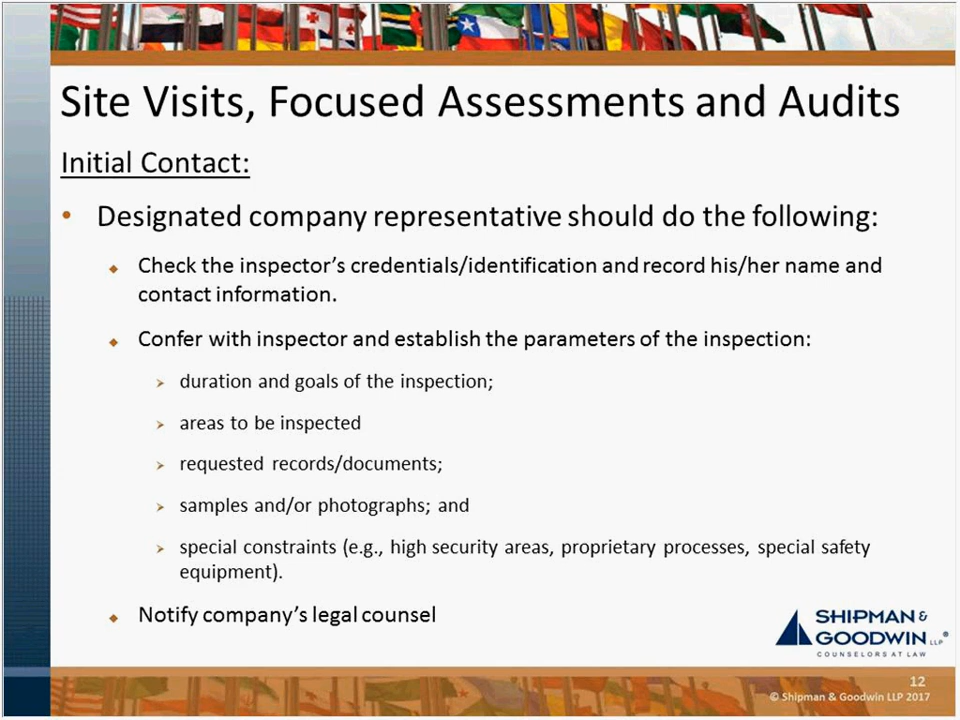 Site Visits, Focused Assessments and Audits
Initial Contact:
• Designated company representative should do the following:
◆ Check the inspector’s credentials/identification and record his/her name and
contact information.
◆ Confer with inspector and establish the parameters of the inspection:
➢ duration and goals of the inspection;
➢ areas to be inspected
➢ requested records/documents;
➢ samples and/or photographs; and
➢ special constraints (e.g., high security areas, proprietary processes, special safety
equipment).
◆ Notify company’s legal counsel
SHIPMAN &
GOODWIN LLP®
COUNSELORS AT LAW
12
© Shipman & Goodwin LLP 2017